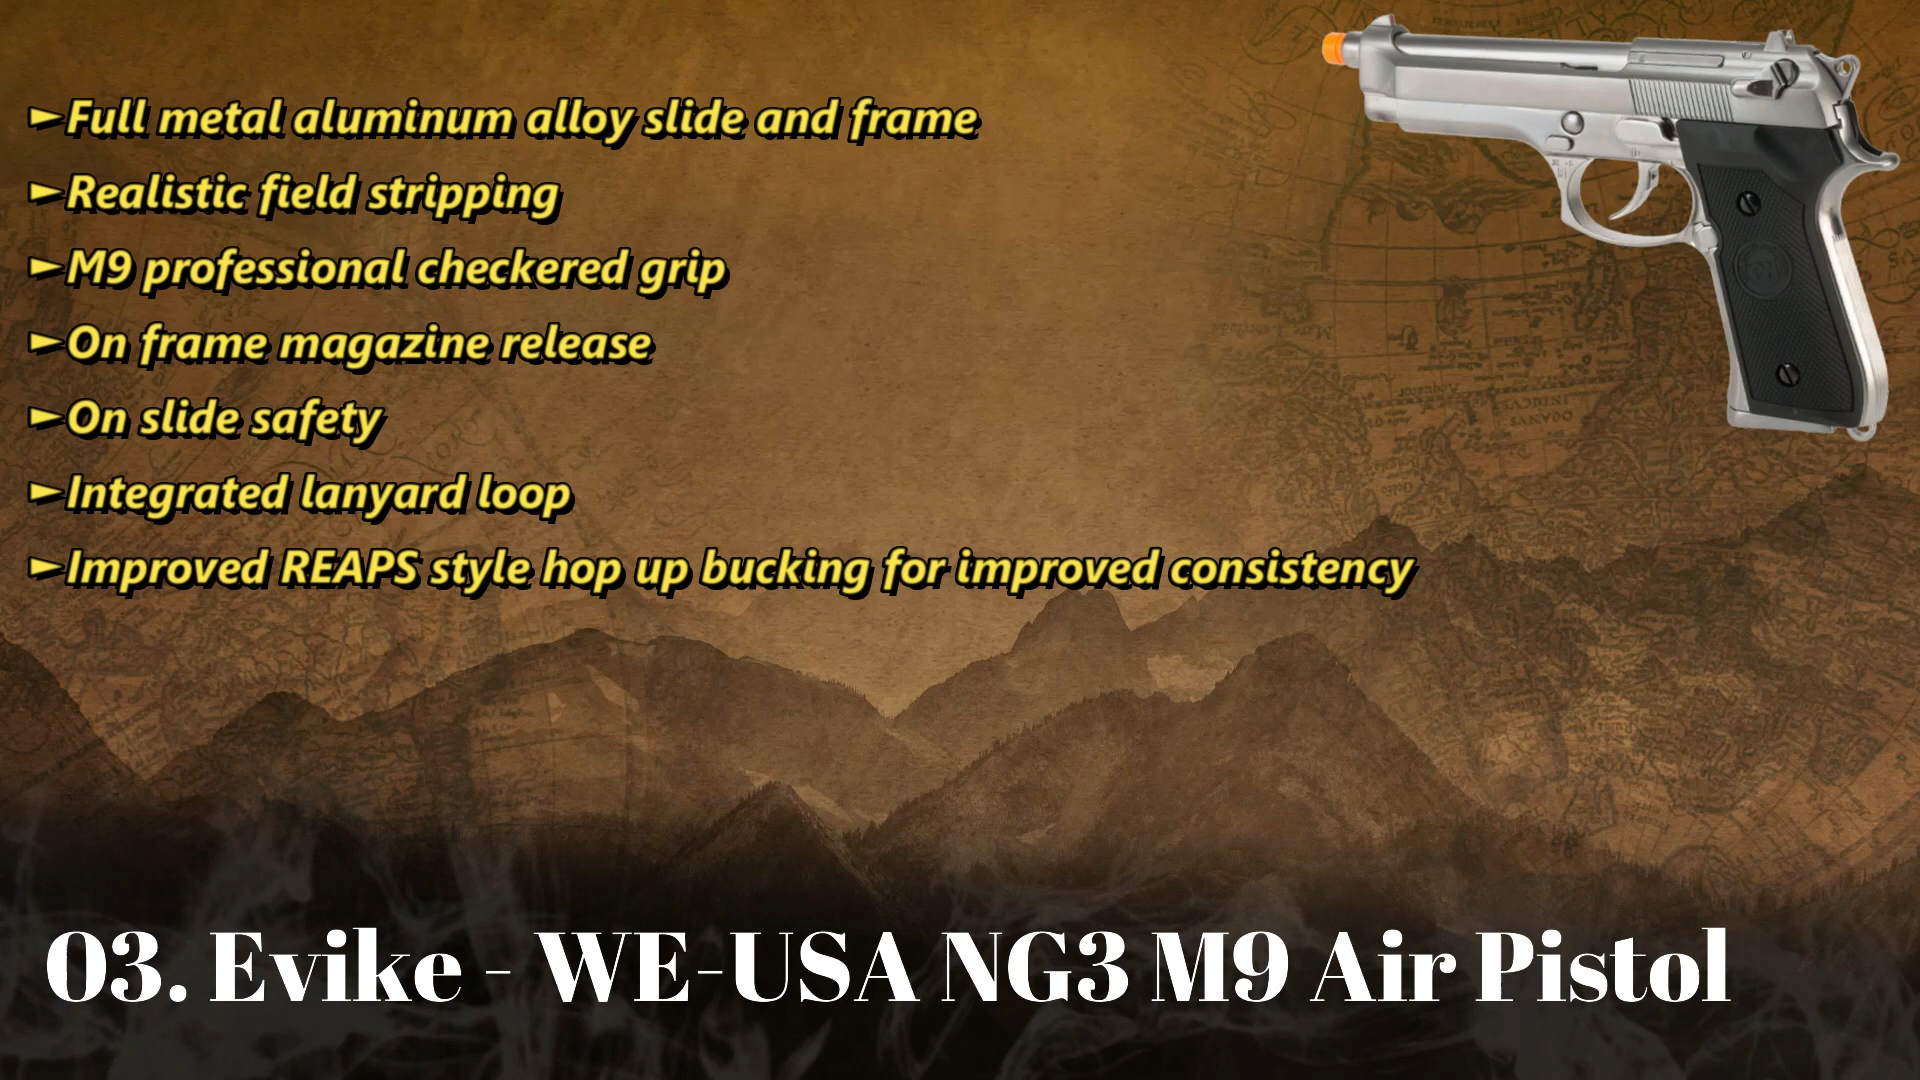 ►Full metal aluminum alloy slide and frame
►Realistic field stripping
►M9 professional checkered grip
►On frame magazine release
►On slide safety
►Integrated lanyard loop
►Improved REAPS style hop up bucking for improved consistency
03. Evike - WE-USA NG3 M9 Air Pistol